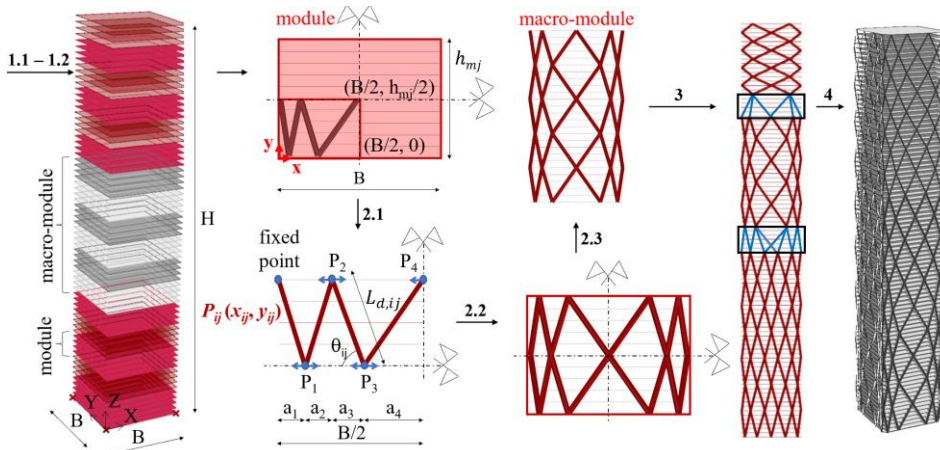 1.1 – 1.2
macro-module
module
H
Y
Z
X
B
B
module
h_mj
(B/2, h_mj/2)
(B/2, 0)
y
x
B
2.1
fixed
point
P_2
P_4
P_ij (x_ij, y_ij)
L_d,ij
θ_ij
P_1
P_3
a_1
a_2
a_3
a_4
B/2
2.2
macro-module
2.3
3
4